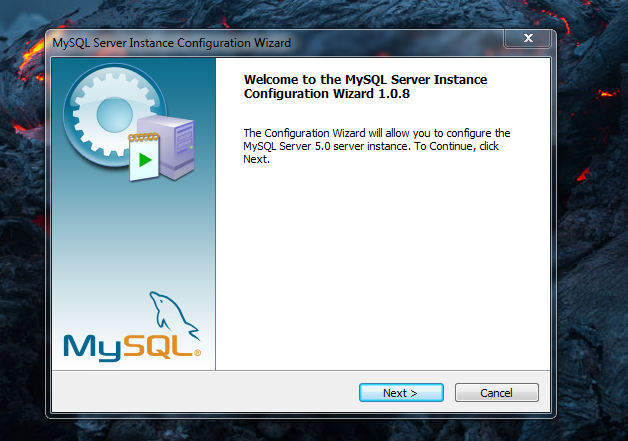 MySQL Server Instance Configuration Wizard
Welcome to the MySQL Server Instance
Configuration Wizard 1.0.8
The Configuration Wizard will allow you to configure the
MySQL Server 5.0 server instance. To Continue, click
Next.
MySQL®
Next >
Cancel